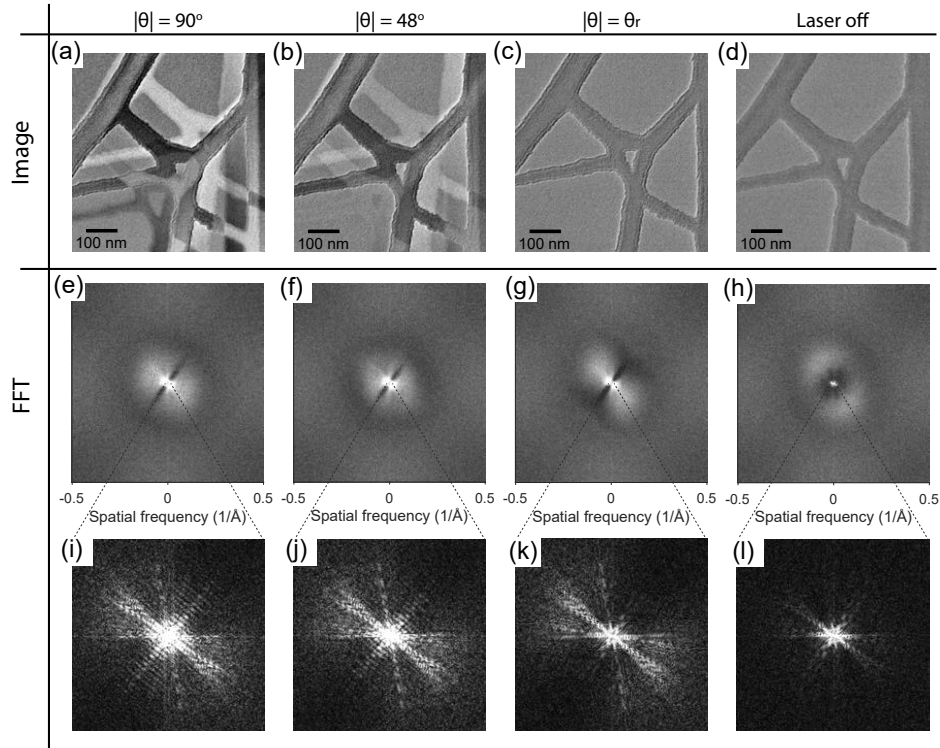 |θ| = 90° |θ| = 48° |θ| = θr Laser off
Image
(a) (b) (c) (d)
100 nm 100 nm 100 nm 100 nm
FFT
(e) (f) (g) (h)
-0.5 0 0.5 -0.5 0 0.5 -0.5 0 0.5 -0.5 0 0.5
Spatial frequency (1/Å) Spatial frequency (1/Å) Spatial frequency (1/Å) Spatial frequency (1/Å)
(i) (j) (k) (l)